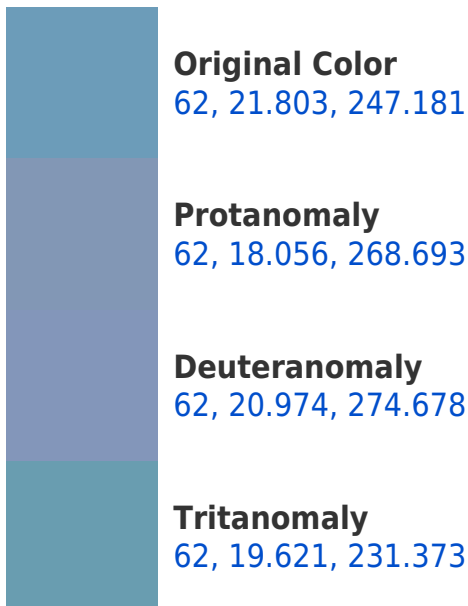 Original Color
62, 21.803, 247.181
Protanomaly
62, 18.056, 268.693
Deuteranomaly
62, 20.974, 274.678
Tritanomaly
62, 19.621, 231.373